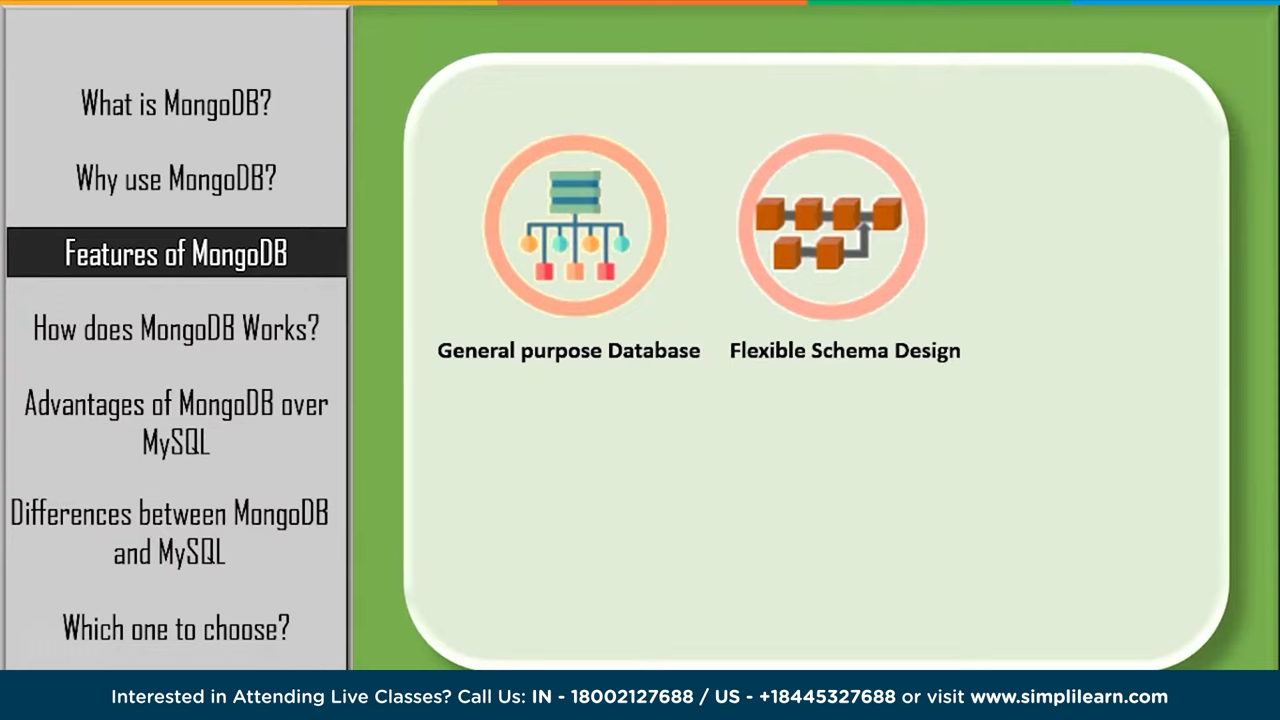 What is MongoDB?
Why use MongoDB?
Features of MongoDB
How does MongoDB Works?
Advantages of MongoDB over
MySQL
Differences between MongoDB
and MySQL
Which one to choose?
General purpose Database
Flexible Schema Design
Interested in Attending Live Classes? Call Us: IN - 18002127688 / US - +18445327688 or visit www.simplilearn.com